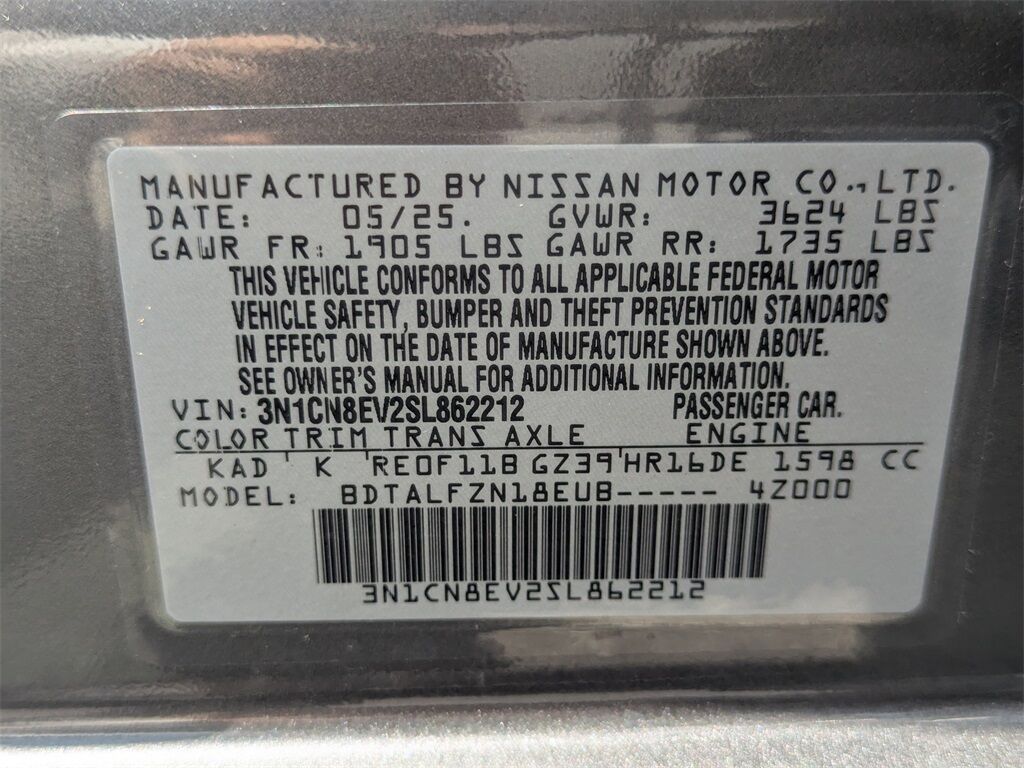 MANUFACTURED BY NISSAN MOTOR CO., LTD.
DATE: 05/25. GVWR: 3624 LBS
GAWR FR: 1905 LBS GAWR RR: 1735 LBS
THIS VEHICLE CONFORMS TO ALL APPLICABLE FEDERAL MOTOR
VEHICLE SAFETY, BUMPER AND THEFT PREVENTION STANDARDS
IN EFFECT ON THE DATE OF MANUFACTURE SHOWN ABOVE.
SEE OWNER'S MANUAL FOR ADDITIONAL INFORMATION.
VIN: 3N1CN8EV2SL862212 PASSENGER CAR.
COLOR TRIM TRANS AXLE ENGINE
KAD K RE0F11B GZ39 HR16DE 1598 CC
MODEL: BDTALFZN18EUB----- 4Z000
3N1CN8EV2SL862212